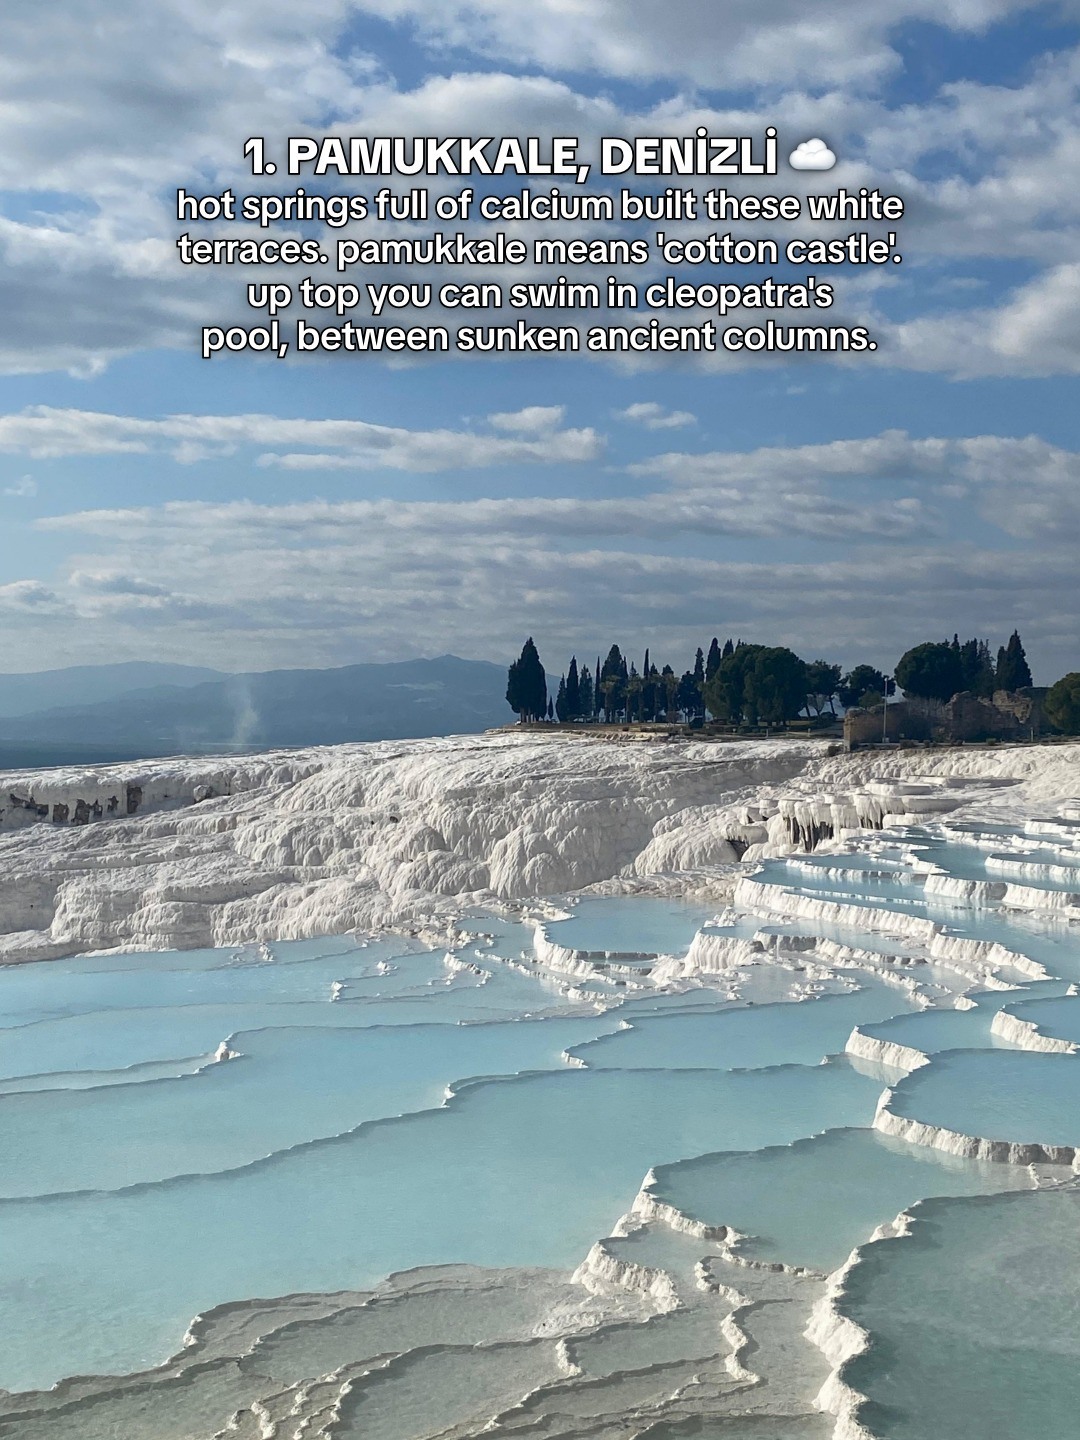 1. PAMUKKALE, DENİZLİ ☁️
hot springs full of calcium built these white
terraces. pamukkale means 'cotton castle'.
up top you can swim in cleopatra's
pool, between sunken ancient columns.